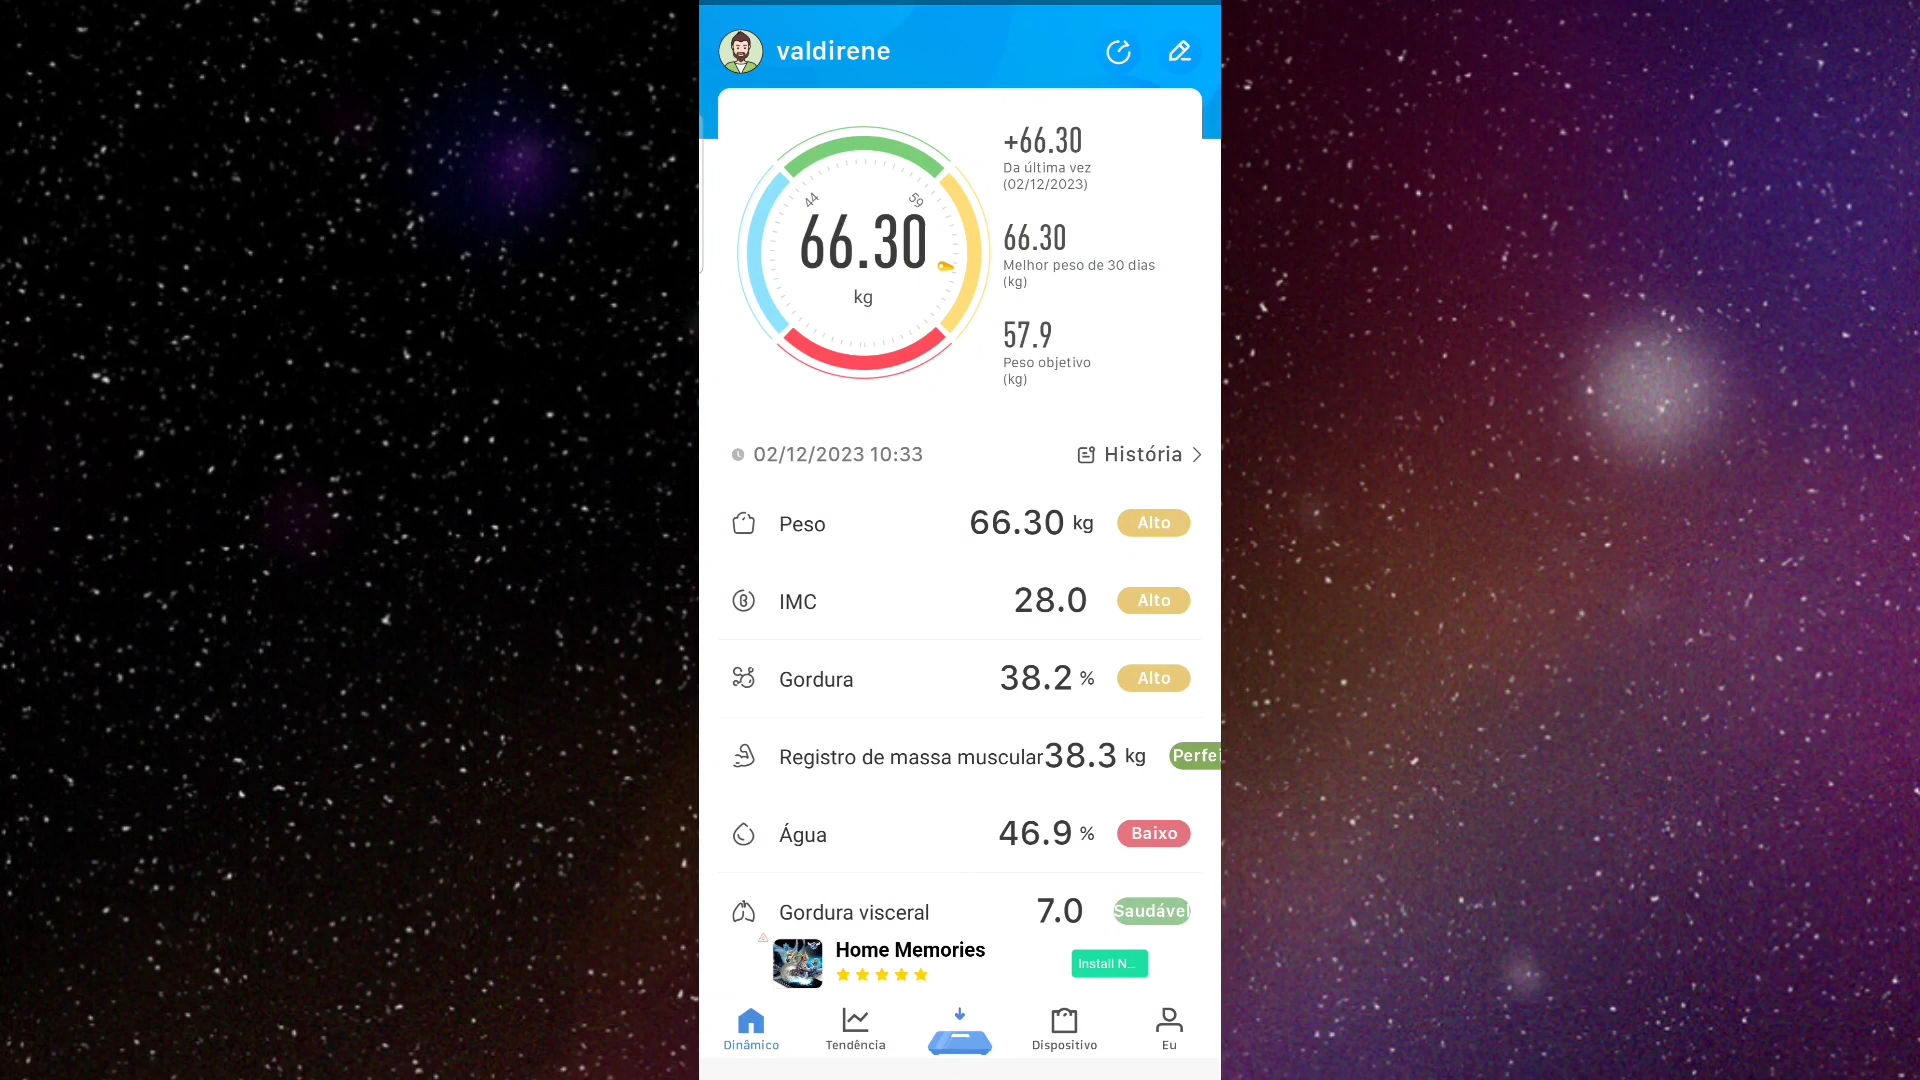 valdirene
44
59
66.30
kg
+66.30
Da última vez
(02/12/2023)
66.30
Melhor peso de 30 dias
(kg)
57.9
Peso objetivo
(kg)
02/12/2023 10:33
História
Peso 66.30 kg Alto
IMC 28.0 Alto
Gordura 38.2 % Alto
Registro de massa muscular 38.3 kg Perfei
Água 46.9 % Baixo
Gordura visceral 7.0 Saudável
Home Memories
Install N...
Dinâmico Tendência Dispositivo Eu